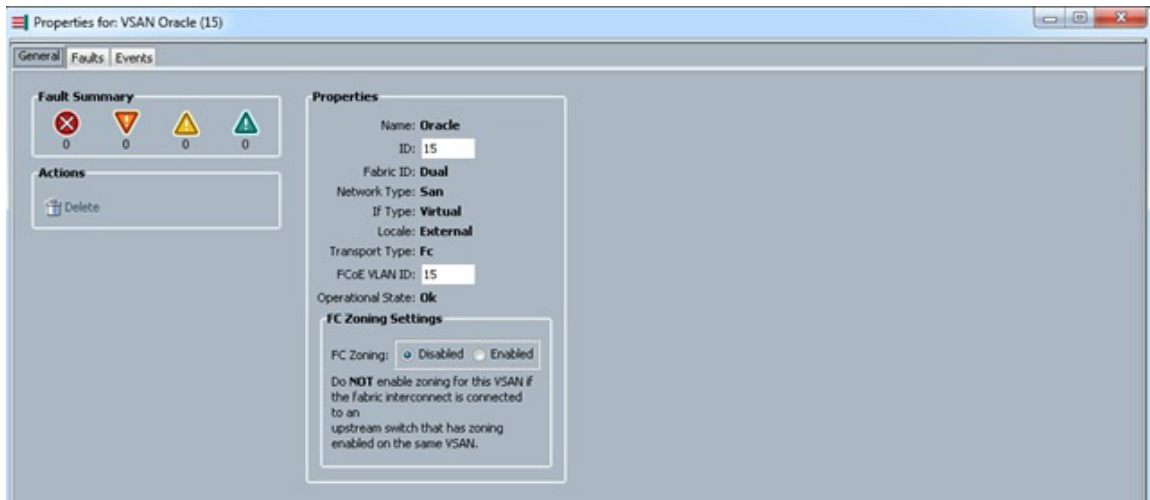 Properties for: VSAN Oracle (15)
General Faults Events
Fault Summary
0 0 0 0
Actions
Delete
Properties
Name: Oracle
ID: 15
Fabric ID: Dual
Network Type: San
If Type: Virtual
Locale: External
Transport Type: Fc
FCoE VLAN ID: 15
Operational State: Ok
FC Zoning Settings
FC Zoning: Disabled Enabled
Do NOT enable zoning for this VSAN if
the fabric interconnect is connected
to an
upstream switch that has zoning
enabled on the same VSAN.